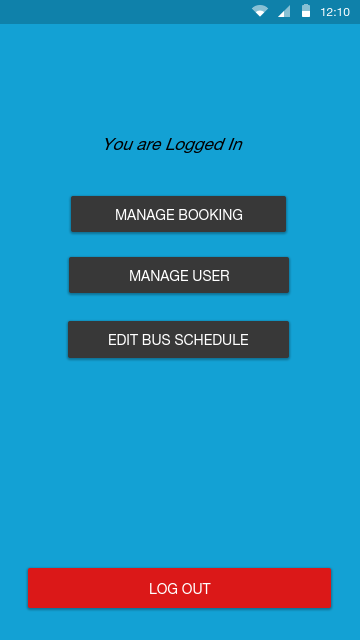 12:10
You are Logged In
MANAGE BOOKING
MANAGE USER
EDIT BUS SCHEDULE
LOG OUT